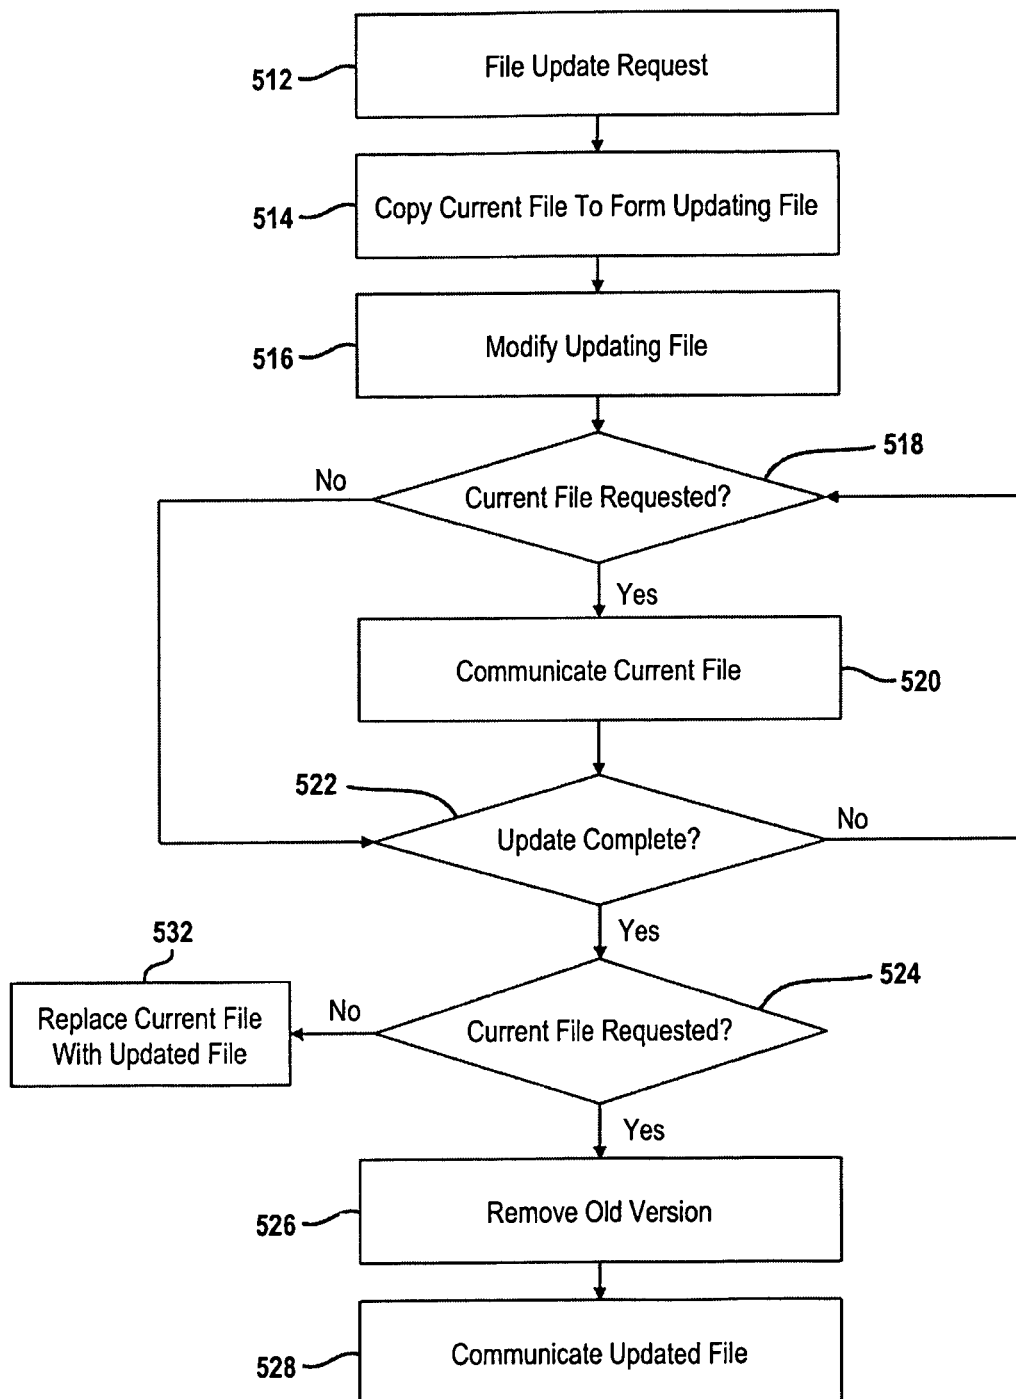 File Update Request
512
Copy Current File To Form Updating File
514
Modify Updating File
516
518
No
Current File Requested?
Yes
Communicate Current File
520
522
Update Complete?
No
Yes
532
524
Replace Current File
With Updated File
No
Current File Requested?
Yes
Remove Old Version
526
Communicate Updated File
528